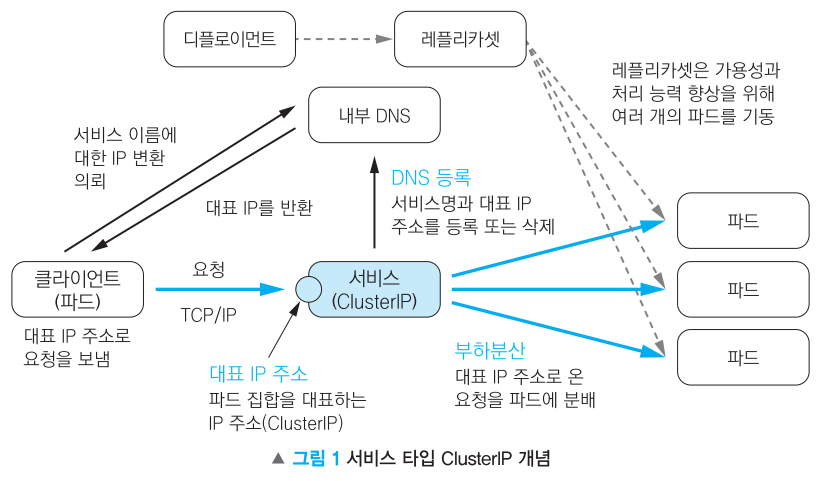 디플로이먼트
레플리카셋
레플리카셋은 가용성과
처리 능력 향상을 위해
여러 개의 파드를 기동
내부 DNS
서비스 이름에
대한 IP 변환
의뢰
대표 IP를 반환
DNS 등록
서비스명과 대표 IP
주소를 등록 또는 삭제
파드
클라이언트
(파드)
요청
TCP/IP
서비스
(ClusterIP)
파드
대표 IP 주소로
요청을 보냄
파드
대표 IP 주소
파드 집합을 대표하는
IP 주소(ClusterIP)
부하분산
대표 IP 주소로 온
요청을 파드에 분배
▲ 그림 1 서비스 타입 ClusterIP 개념